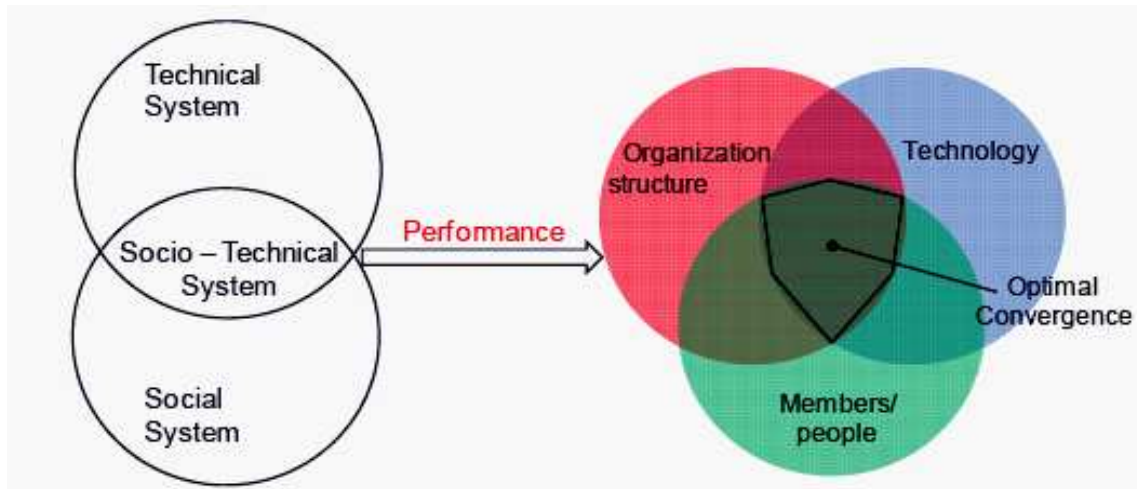 Technical
System
Socio – Technical
System
Social
System
Performance
Organization
structure
Technology
Optimal
Convergence
Members/
people